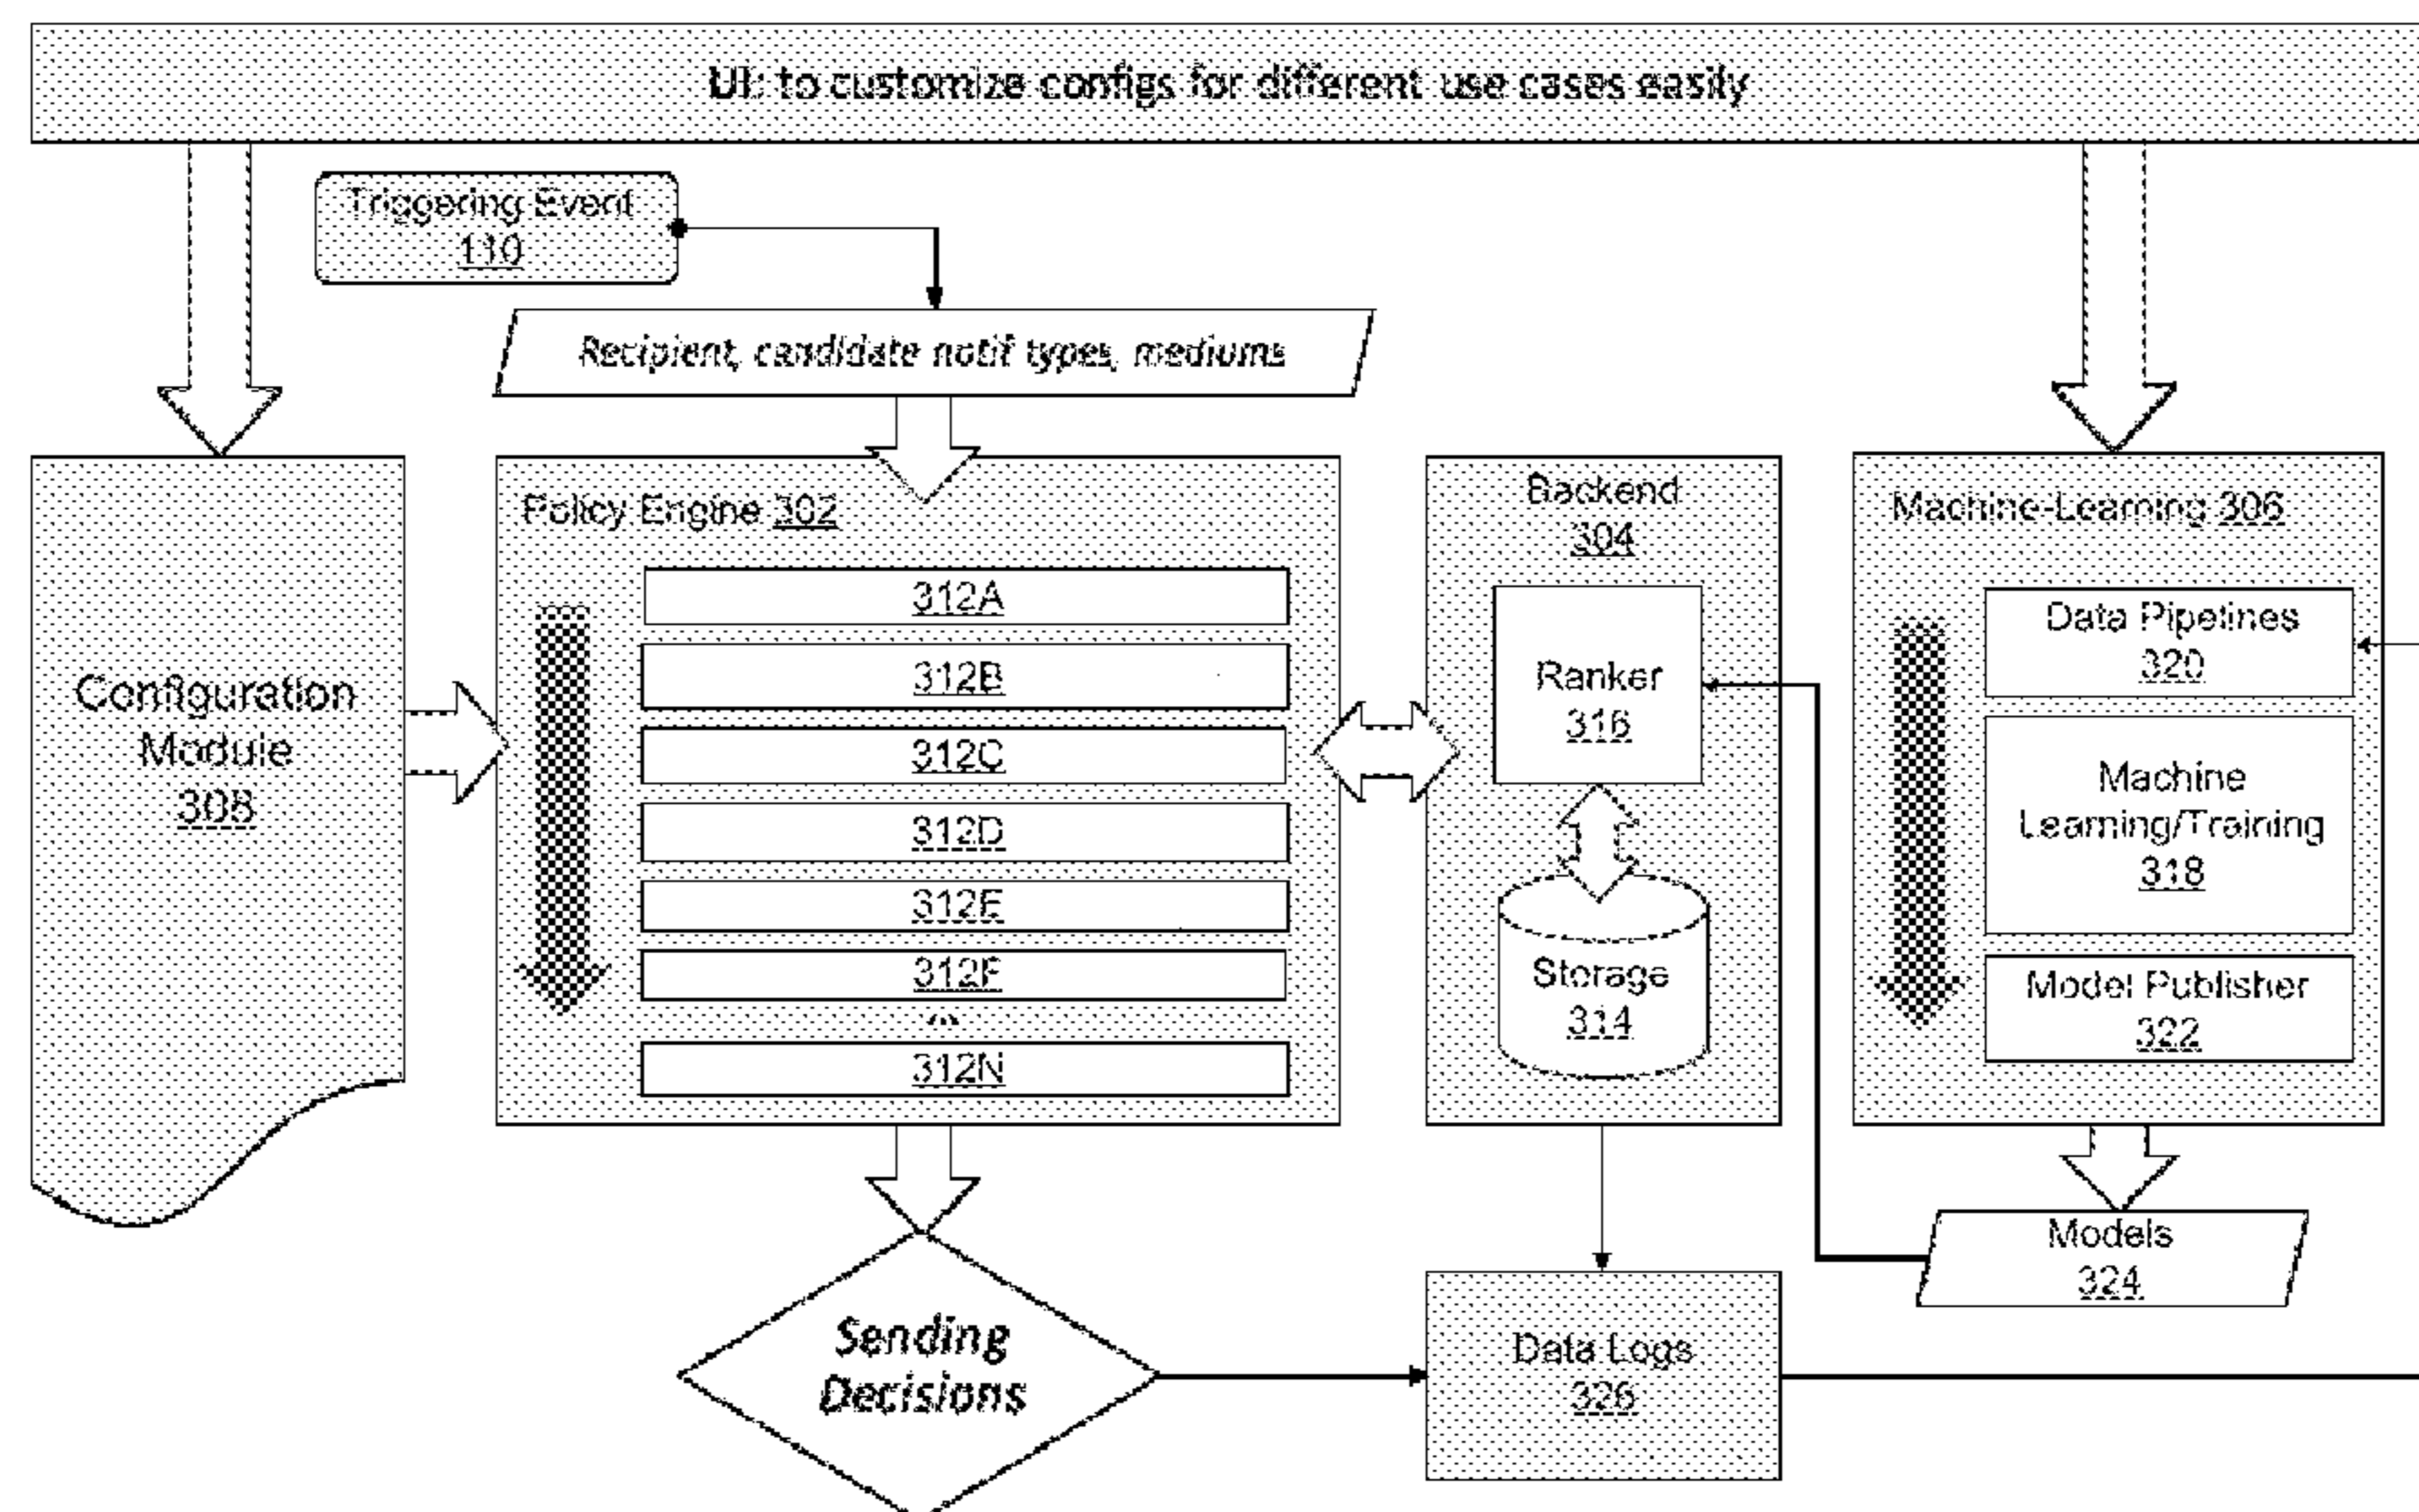 UI: to customize configs for different use cases easily
Triggering Event
110
Recipient, candidate notif types, mediums
Configuration
Module
308
Policy Engine 302
312A
312B
312C
312D
312E
312F
...
312N
Backend
304
Ranker
316
Storage
314
Machine-Learning 306
Data Pipelines
320
Machine
Learning/Training
318
Model Publisher
322
Models
324
Sending
Decisions
Data Logs
326